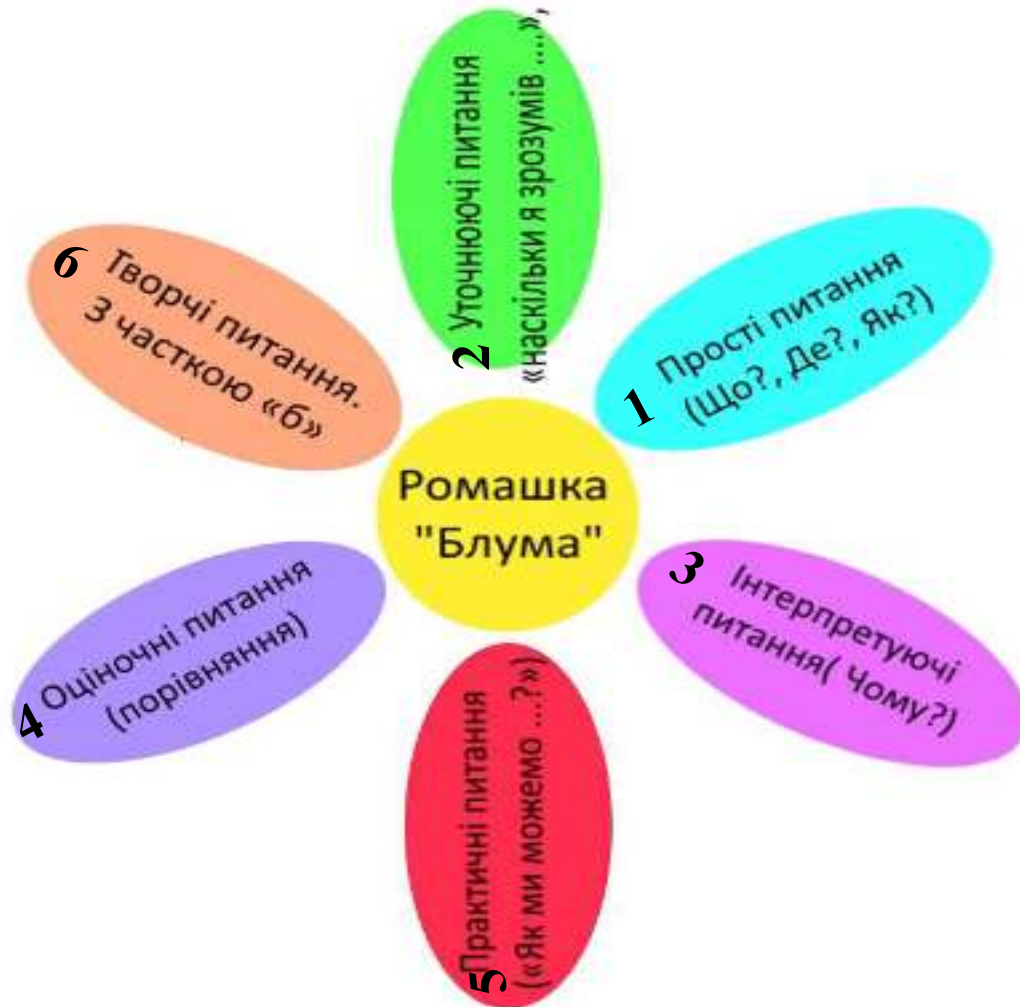 Ромашка
"Блума"
1 Прості питання
(Що?, Де?, Як?)
2 Уточнюючі питання
«наскільки я зрозумів ....»,
3 Інтерпретуючі
питання( Чому?)
4 Оціночні питання
(порівняння)
5 Практичні питання
(«Як ми можемо ...?»)
6 Творчі питання.
З часткою «б»